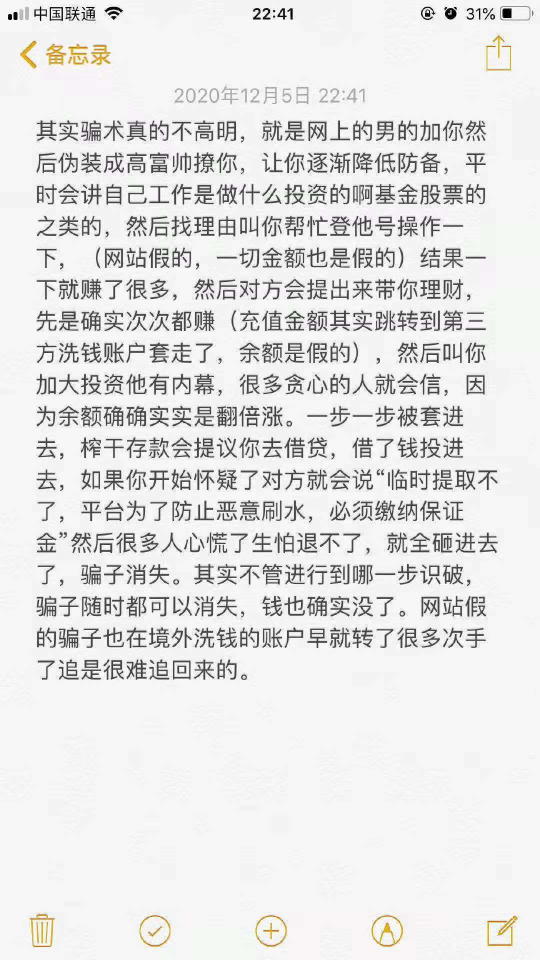 中国联通
22:41
31%
备忘录
2020年12月5日 22:41
其实骗术真的不高明，就是网上的男的加你然
后伪装成高富帅撩你，让你逐渐降低防备，平
时会讲自己工作是做什么投资的啊基金股票的
之类的，然后找理由叫你帮忙登他号操作一
下，（网站假的，一切金额也是假的）结果一
下就赚了很多，然后对方会提出来带你理财，
先是确实次次都赚（充值金额其实跳转到第三
方洗钱账户套走了，余额是假的），然后叫你
加大投资他有内幕，很多贪心的人就会信，因
为余额确确实实是翻倍涨。一步一步被套进
去，榨干存款会提议你去借贷，借了钱投进
去，如果你开始怀疑了对方就会说“临时提取不
了，平台为了防止恶意刷水，必须缴纳保证
金”然后很多人心慌了生怕退不了，就全砸进去
了，骗子消失。其实不管进行到哪一步识破，
骗子随时都可以消失，钱也确实没了。网站假
的骗子也在境外洗钱的账户早就转了很多次手
了追是很难追回来的。